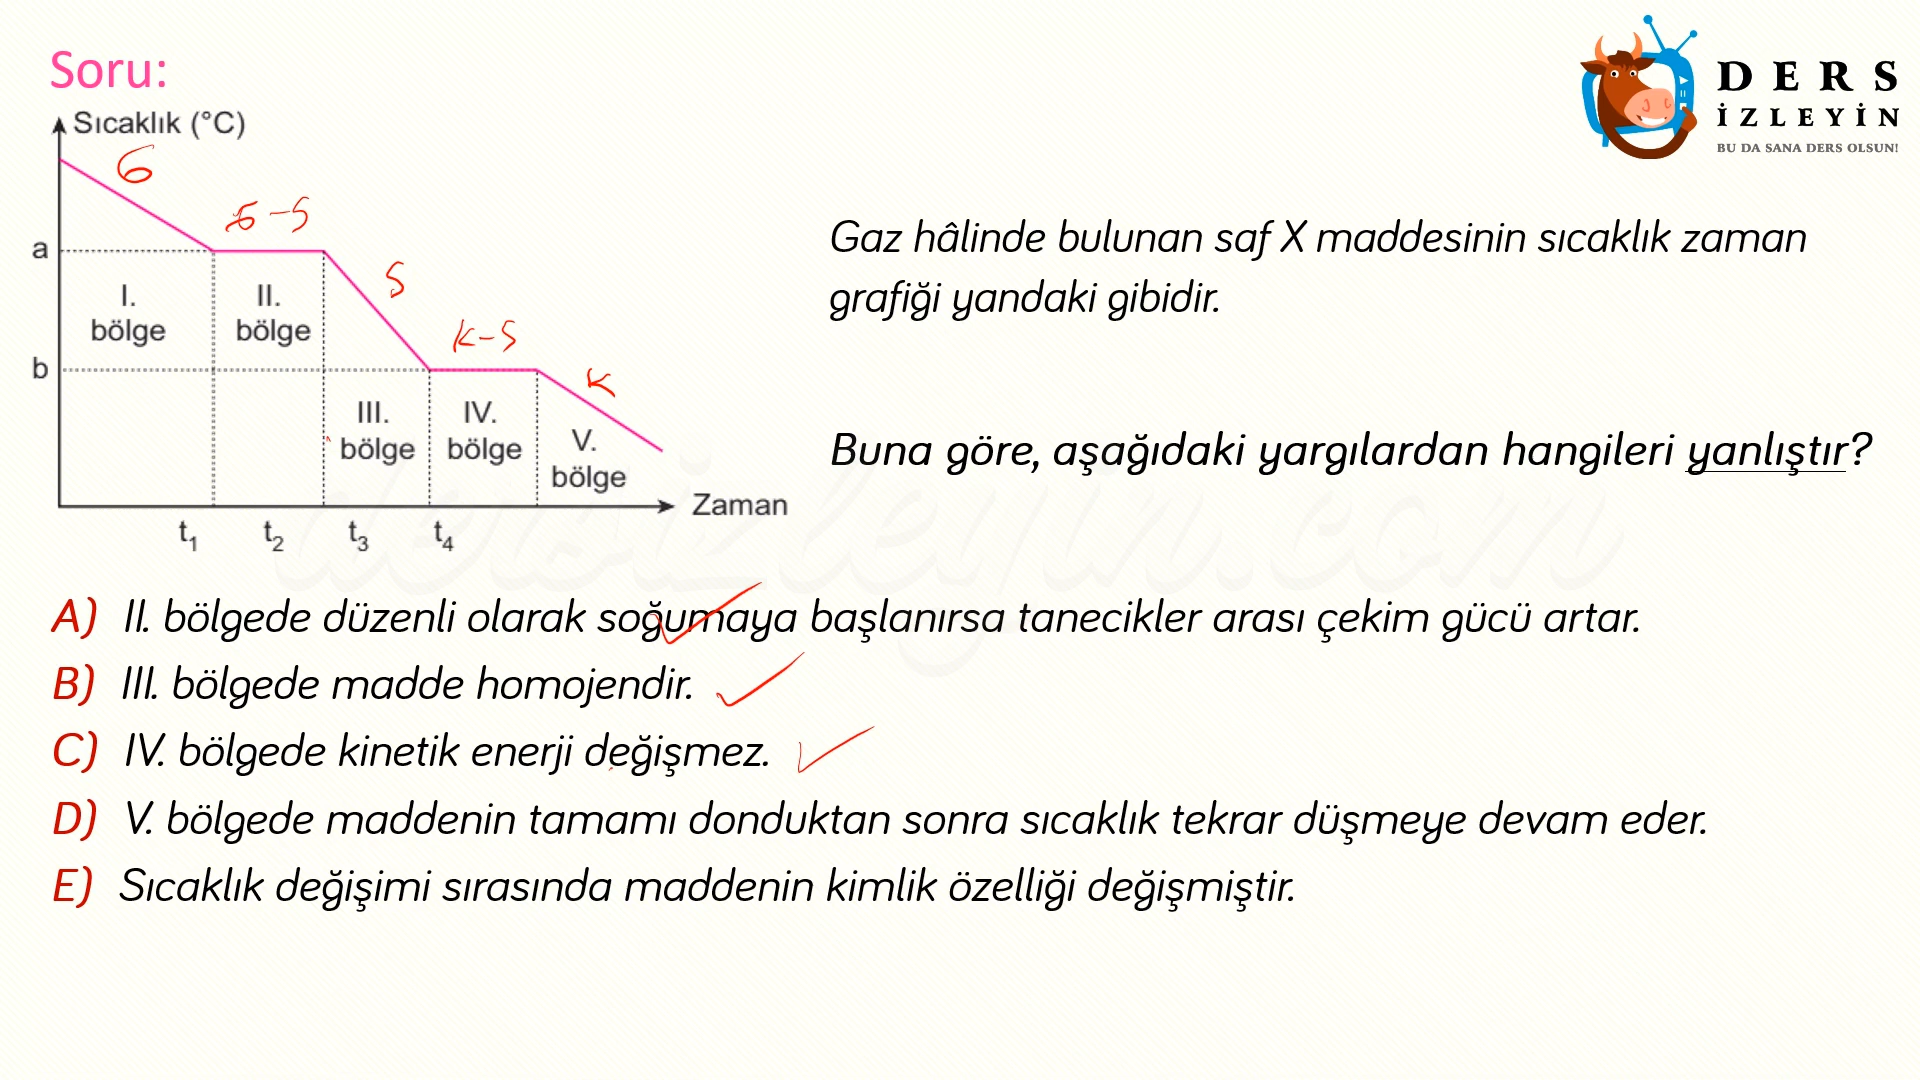 Soru:
DERS
İZLEYİN
BU DA SANA DERS OLSUN!
Sıcaklık (°C)
6
G-S
a
S
I.
bölge
II.
bölge
K-S
b
K
III.
bölge
IV.
bölge
V.
bölge
Zaman
t1 t2 t3 t4
Gaz hâlinde bulunan saf X maddesinin sıcaklık zaman
grafiği yandaki gibidir.
Buna göre, aşağıdaki yargılardan hangileri yanlıştır?
dersizleyin.com
A) II. bölgede düzenli olarak soğumaya başlanırsa tanecikler arası çekim gücü artar.
B) III. bölgede madde homojendir.
C) IV. bölgede kinetik enerji değişmez.
D) V. bölgede maddenin tamamı donduktan sonra sıcaklık tekrar düşmeye devam eder.
E) Sıcaklık değişimi sırasında maddenin kimlik özelliği değişmiştir.